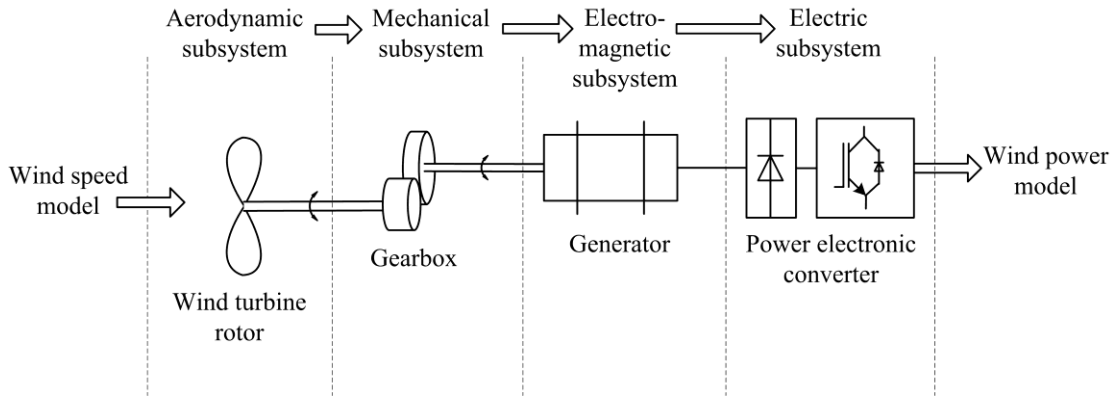 Aerodynamic
subsystem
Mechanical
subsystem
Electro-
magnetic
subsystem
Electric
subsystem
Wind speed
model
Wind power
model
Gearbox
Generator
Power electronic
converter
Wind turbine
rotor